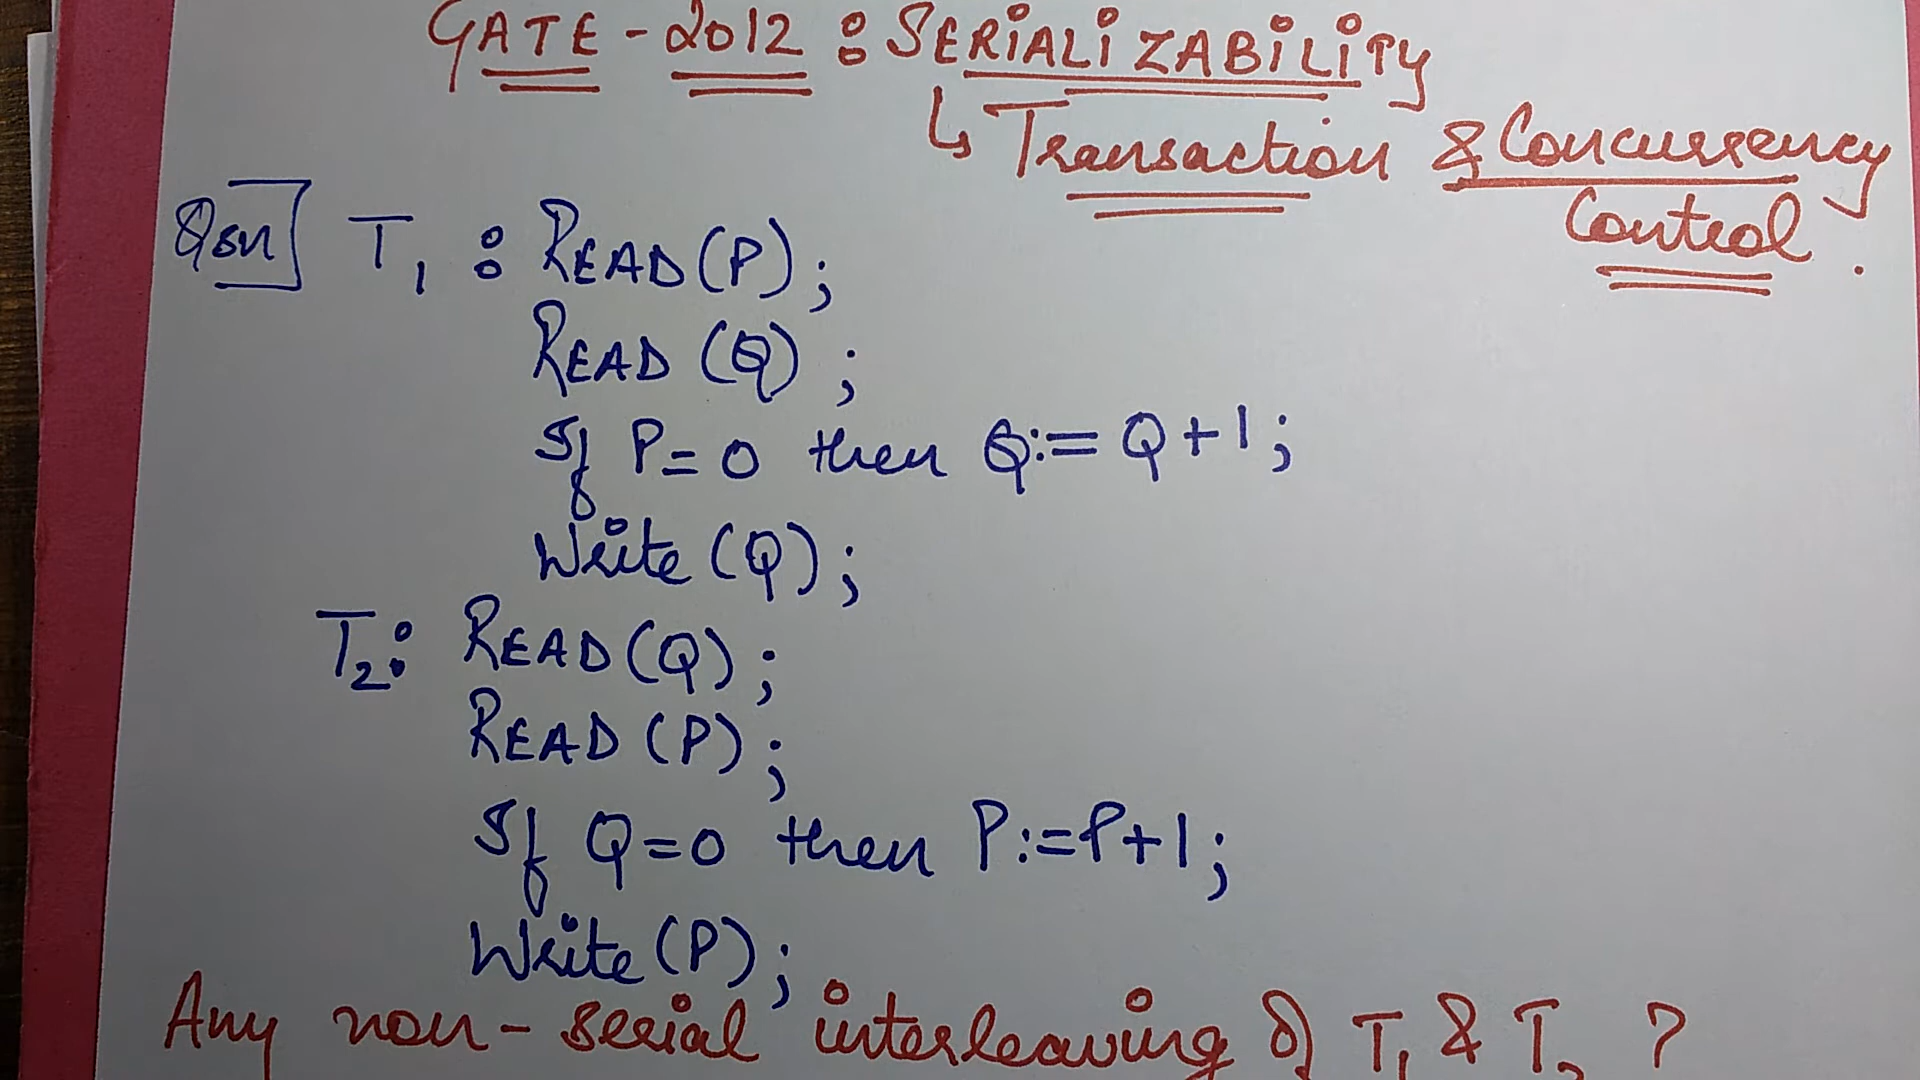 GATE-2012 : SERIALIZABILITY
↳ Transaction & Concurrency
Control.
Qsn] T1 : READ(P);
READ(Q);
If P=0 then Q:=Q+1;
Write(Q);
T2: READ(Q);
READ(P);
If Q=0 then P:=P+1;
Write(P);
Any non-serial interleaving of T1 & T2 ?